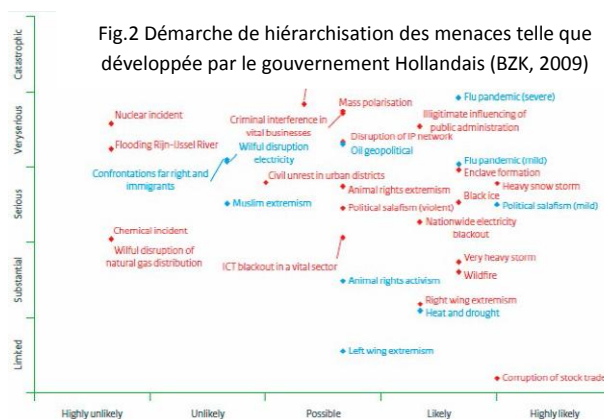 Fig.2 Démarche de hiérarchisation des menaces telle que
développée par le gouvernement Hollandais (BZK, 2009)
Catastrophic
Flu pandemic (severe)
Mass polarisation
Nuclear incident
Criminal interference in
vital businesses
Illegitimate influencing of
public administration
Veryserious
Disruption of IP network
Flooding Rijn-IJssel River
Wilful disruption
electricity
Oil geopolitical
Confrontations far right and
immigrants
Flu pandemic (mild)
Enclave formation
Civil unrest in urban districts
Heavy snow storm
Animal rights extremism
Muslim extremism
Black ice
Political salafism (violent)
Political salafism (mild)
Serious
Nationwide electricity
blackout
Chemical incident
Wilful disruption of
natural gas distribution
ICT blackout in a vital sector
Very heavy storm
Wildfire
Animal rights activism
Substantial
Right wing extremism
Heat and drought
Left wing extremism
Limited
Corruption of stock trade
Highly unlikely
Unlikely
Possible
Likely
Highly likely